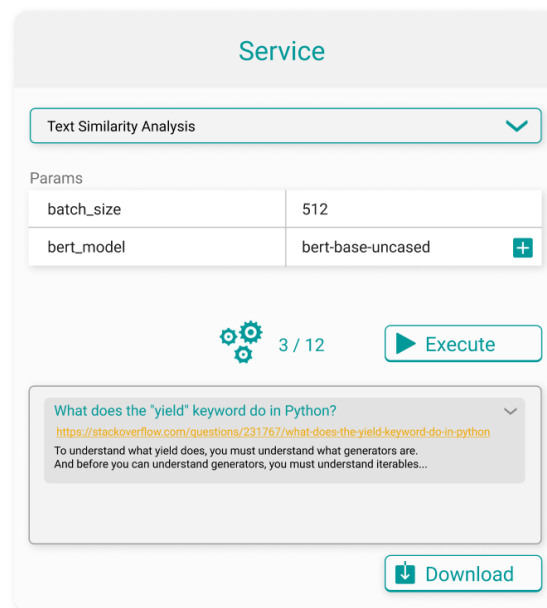 Service
Text Similarity Analysis
Params
batch_size 512
bert_model bert-base-uncased
3 / 12 Execute
What does the "yield" keyword do in Python?
https://stackoverflow.com/questions/231767/what-does-the-yield-keyword-do-in-python
To understand what yield does, you must understand what generators are.
And before you can understand generators, you must understand iterables...
Download